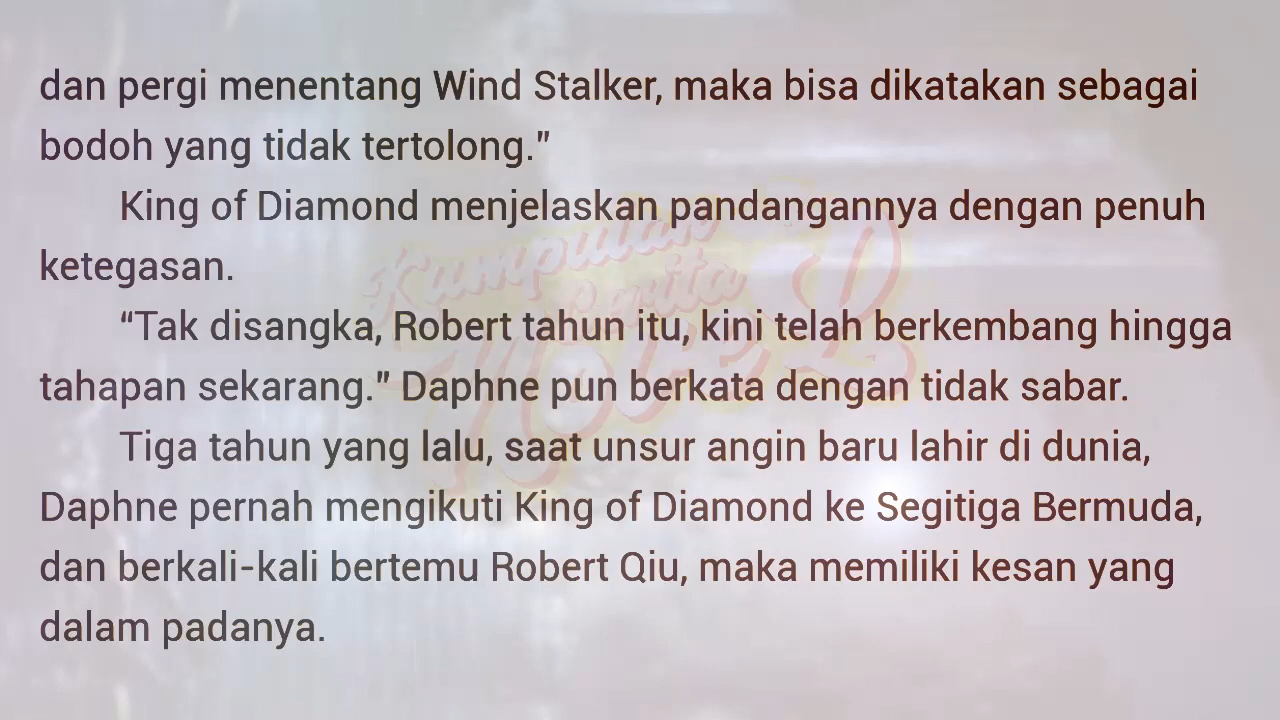 dan pergi menentang Wind Stalker, maka bisa dikatakan sebagai
bodoh yang tidak tertolong."
King of Diamond menjelaskan pandangannya dengan penuh
ketegasan.
“Tak disangka, Robert tahun itu, kini telah berkembang hingga
tahapan sekarang." Daphne pun berkata dengan tidak sabar.
Tiga tahun yang lalu, saat unsur angin baru lahir di dunia,
Daphne pernah mengikuti King of Diamond ke Segitiga Bermuda,
dan berkali-kali bertemu Robert Qiu, maka memiliki kesan yang
dalam padanya.
Kumpulan
Cerita
Novel